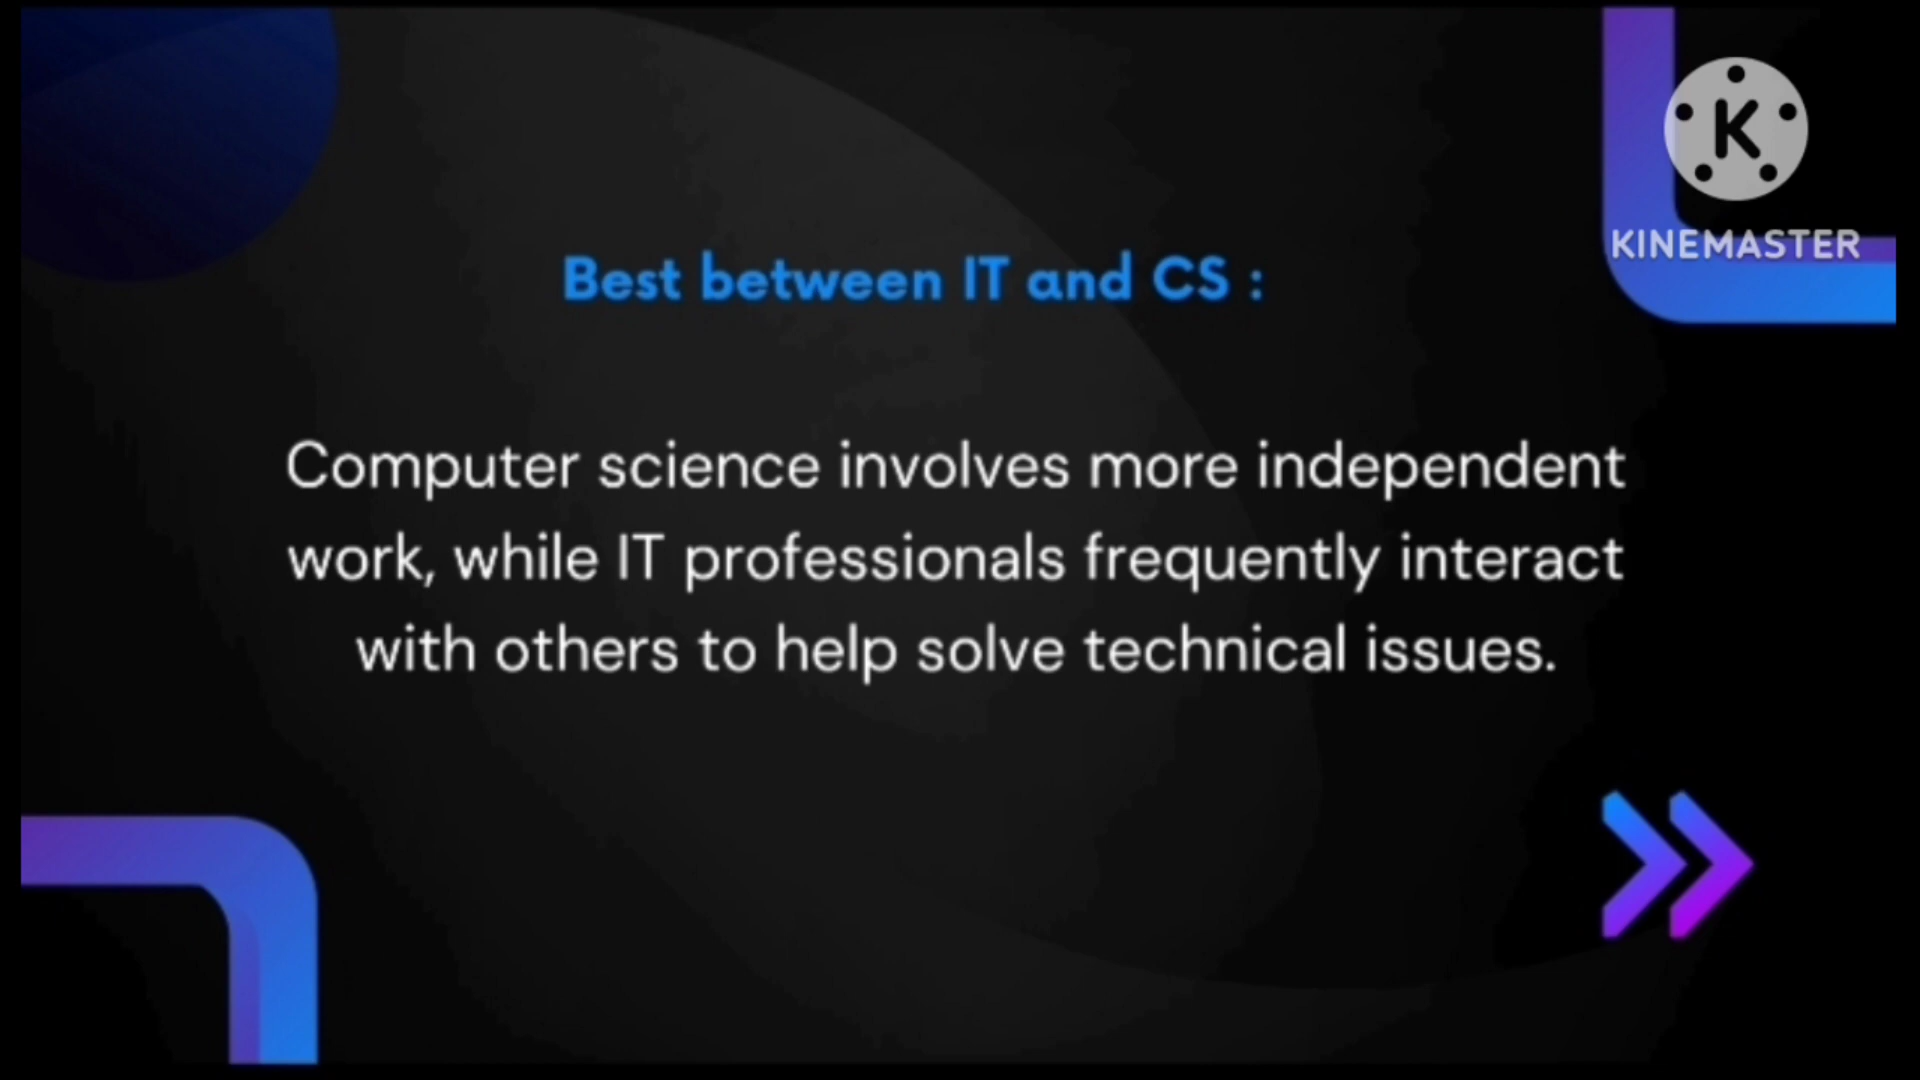 K
KINEMASTER
Best between IT and CS :
Computer science involves more independent
work, while IT professionals frequently interact
with others to help solve technical issues.